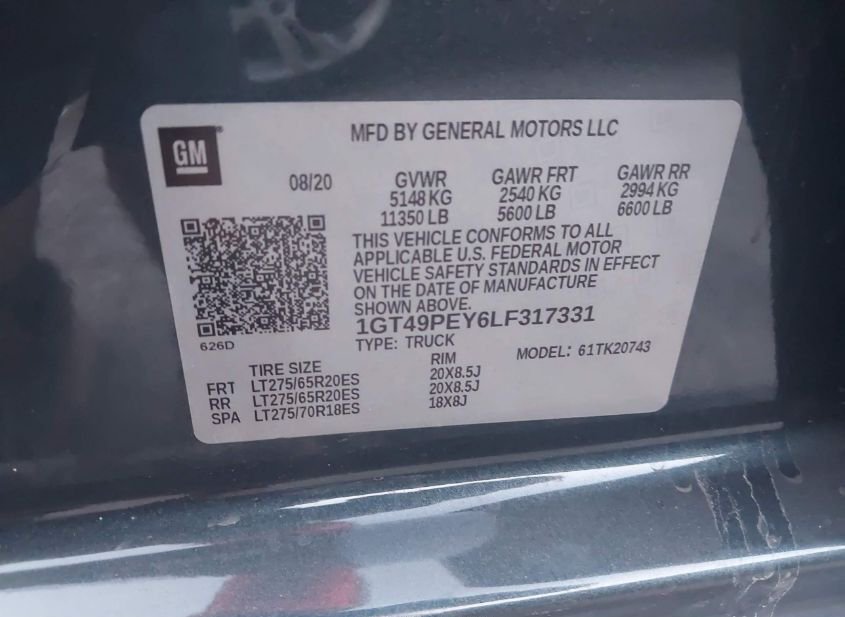 GM
MFD BY GENERAL MOTORS LLC
08/20 GVWR GAWR FRT GAWR RR
5148 KG 2540 KG 2994 KG
11350 LB 5600 LB 6600 LB
THIS VEHICLE CONFORMS TO ALL
APPLICABLE U.S. FEDERAL MOTOR
VEHICLE SAFETY STANDARDS IN EFFECT
ON THE DATE OF MANUFACTURE
SHOWN ABOVE.
1GT49PEY6LF317331
626D
TYPE: TRUCK MODEL: 61TK20743
TIRE SIZE RIM
FRT LT275/65R20ES 20X8.5J
RR LT275/65R20ES 20X8.5J
SPA LT275/70R18ES 18X8J